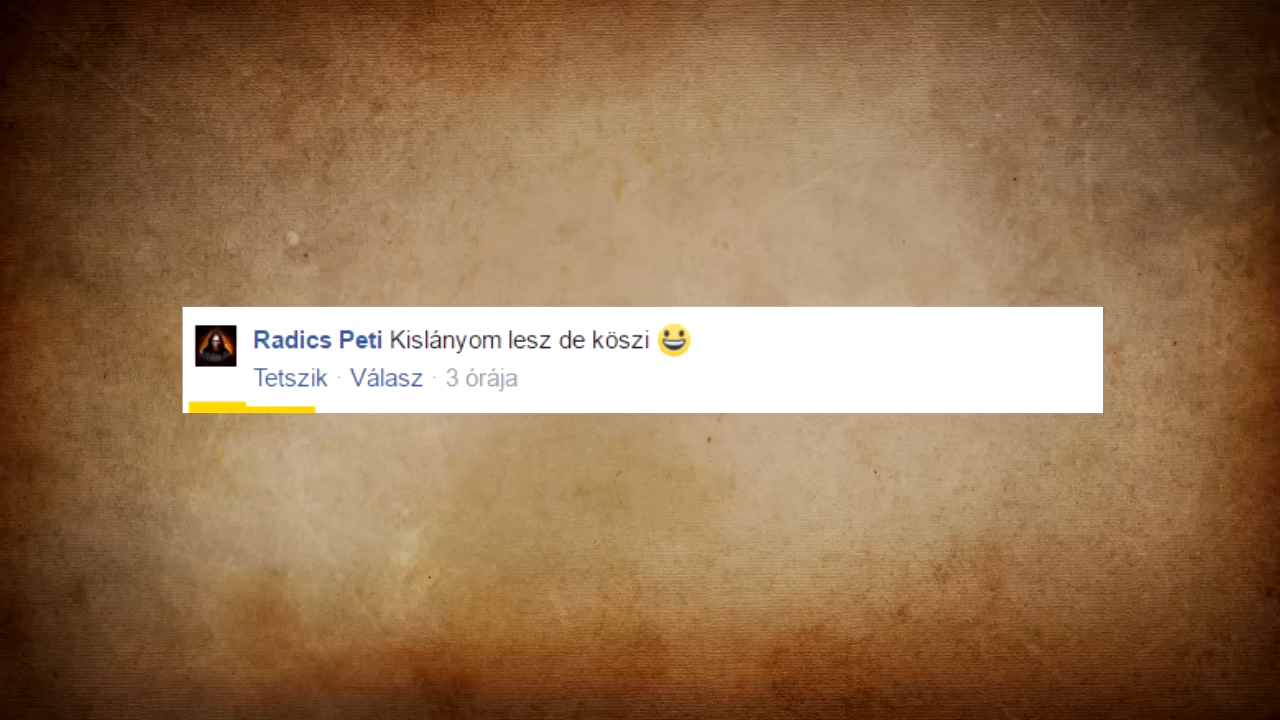 Radics Peti Kislányom lesz de köszi 😀
Tetszik · Válasz · 3 órája